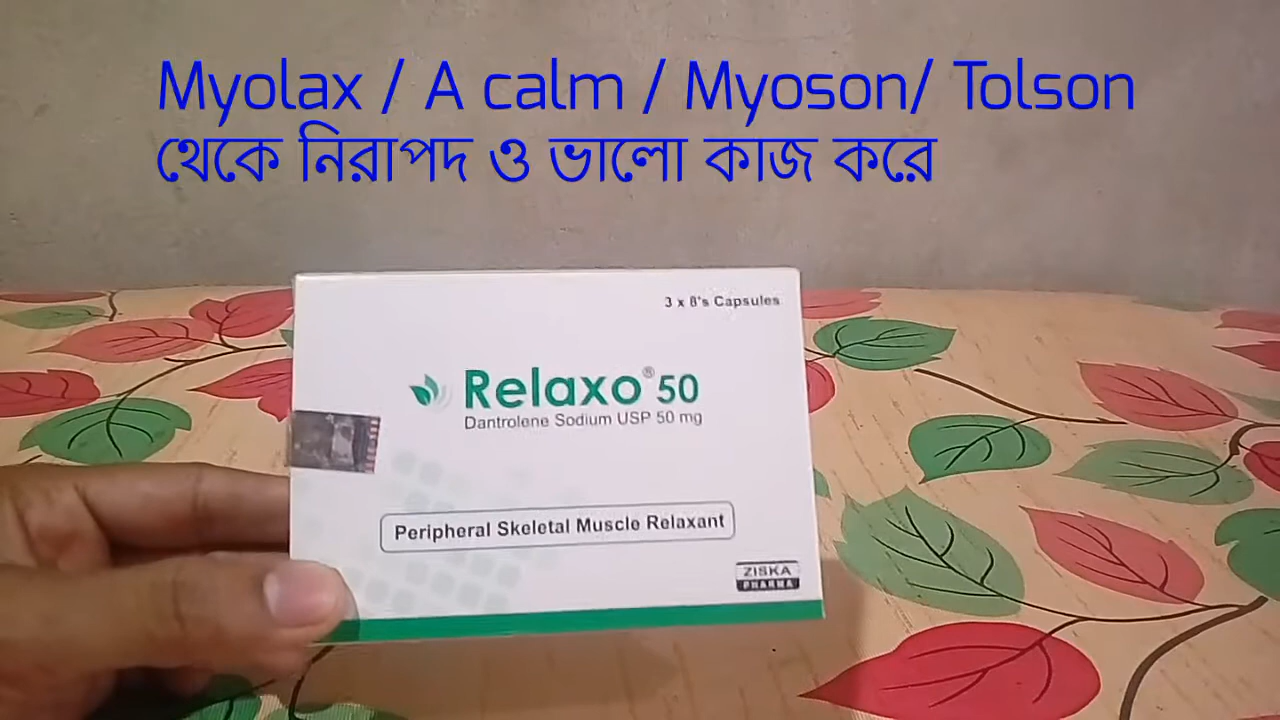 Myolax / A calm / Myoson/ Tolson
থেকে নিরাপদ ও ভালো কাজ করে
3 x 8's Capsules
Relaxo® 50
Dantrolene Sodium USP 50 mg
Peripheral Skeletal Muscle Relaxant
ZISKA
PHARMA